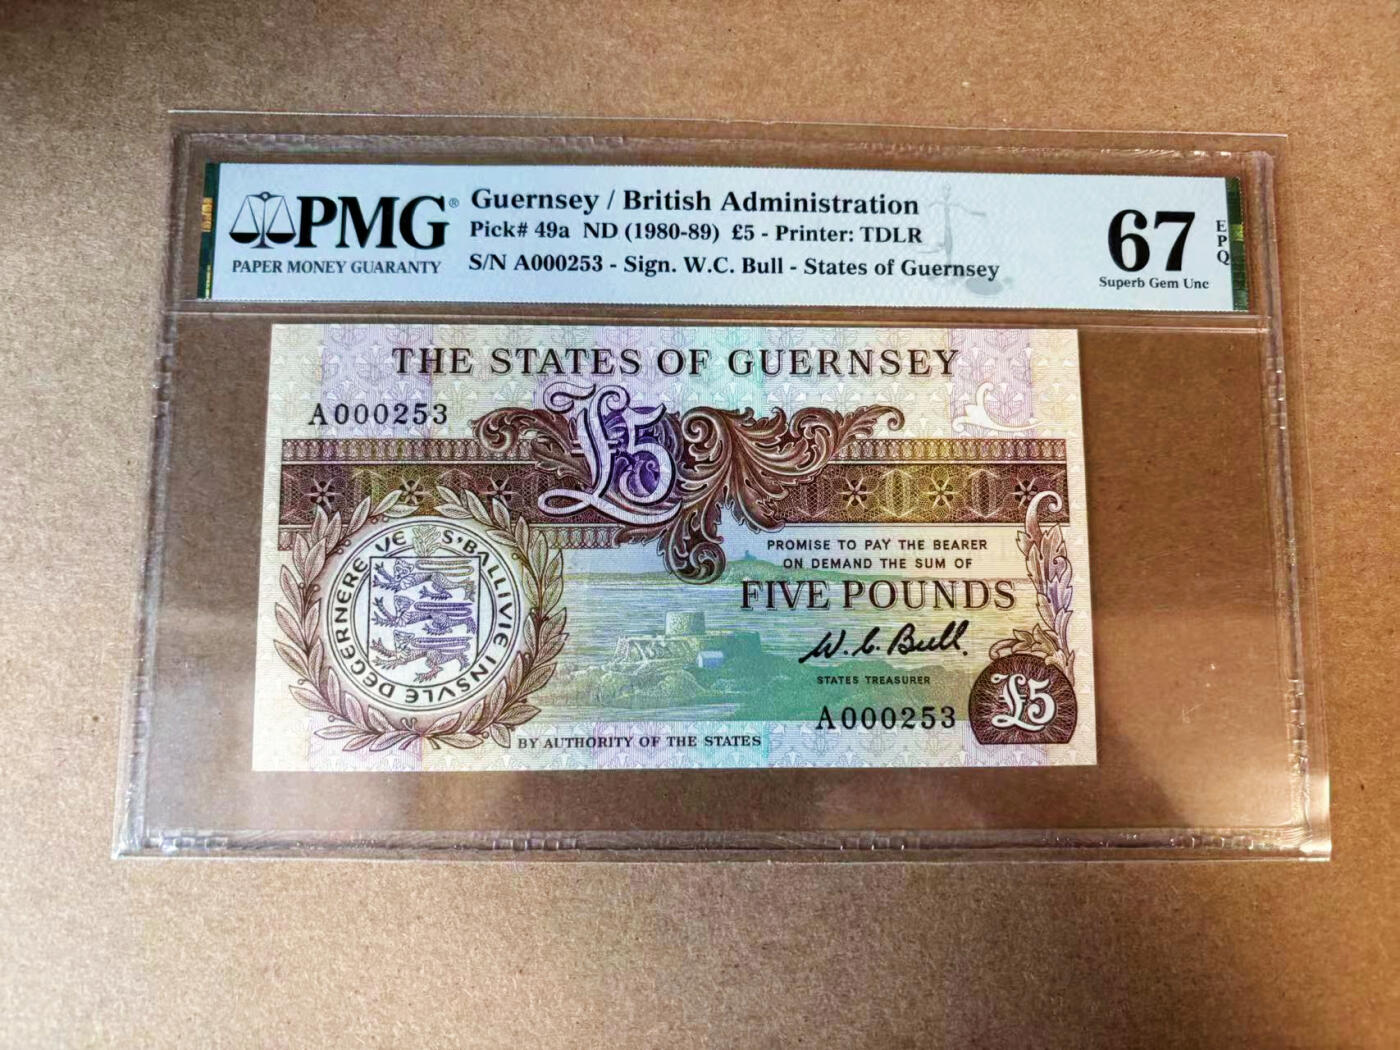 PMG®
PAPER MONEY GUARANTY
Guernsey / British Administration
Pick# 49a ND (1980-89) £5 - Printer: TDLR
S/N A000253 - Sign. W.C. Bull - States of Guernsey
67
EPQ
Superb Gem Unc
THE STATES OF GUERNSEY
A000253
£5
PROMISE TO PAY THE BEARER
ON DEMAND THE SUM OF
FIVE POUNDS
W. C. Bull.
STATES TREASURER
A000253
£5
S'BALLIVIE INSVLE DEGERNEREYE
BY AUTHORITY OF THE STATES